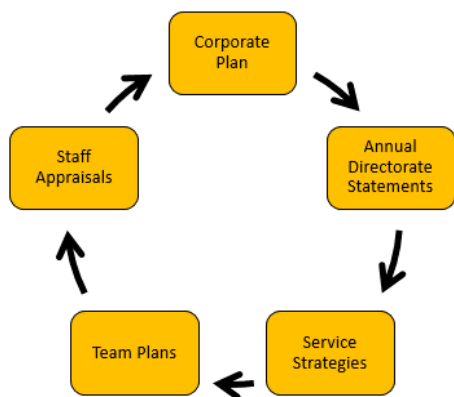 Corporate
Plan
Annual
Directorate
Statements
Service
Strategies
Team Plans
Staff
Appraisals